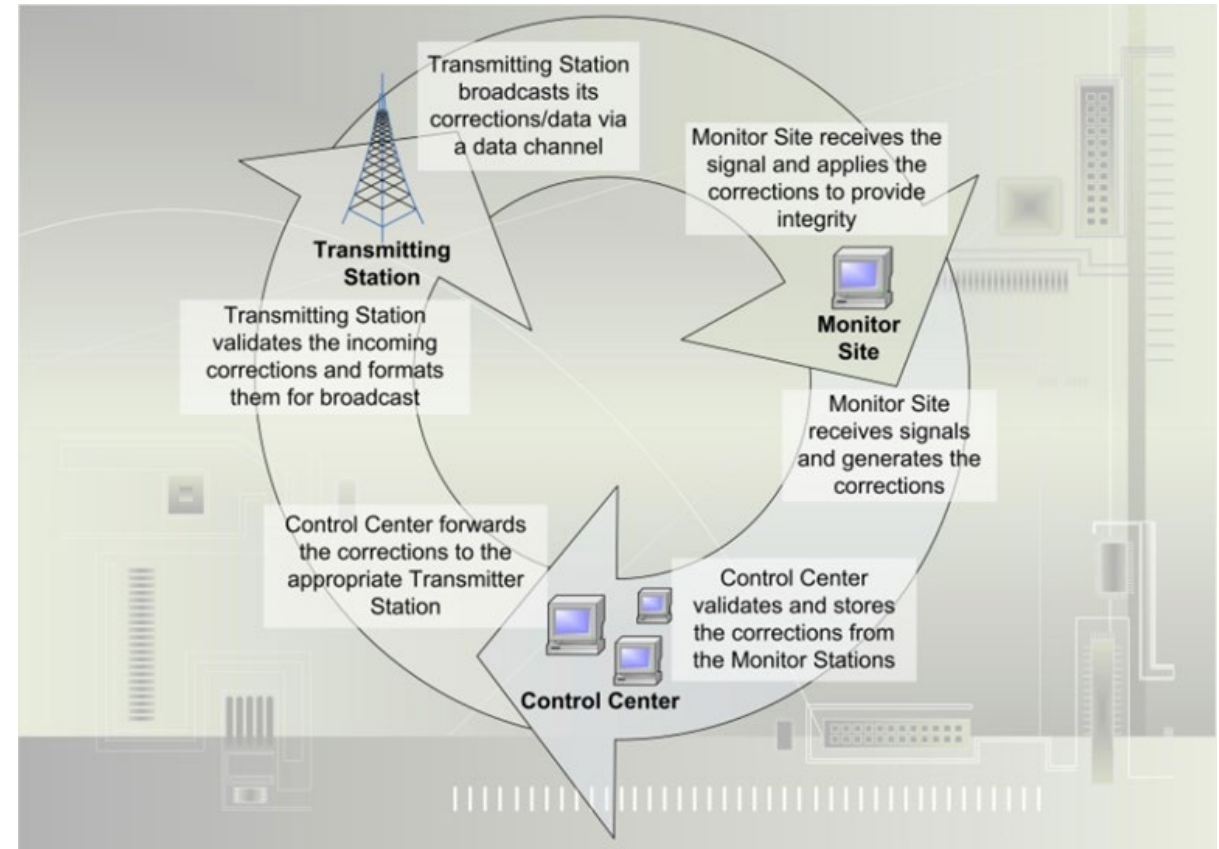 Transmitting Station
broadcasts its
corrections/data via
a data channel
Monitor Site receives the
signal and applies the
corrections to provide
integrity
Transmitting
Station
Monitor
Site
Transmitting Station
validates the incoming
corrections and formats
them for broadcast
Monitor Site
receives signals
and generates the
corrections
Control Center forwards
the corrections to the
appropriate Transmitter
Station
Control Center
validates and stores
the corrections from
the Monitor Stations
Control Center